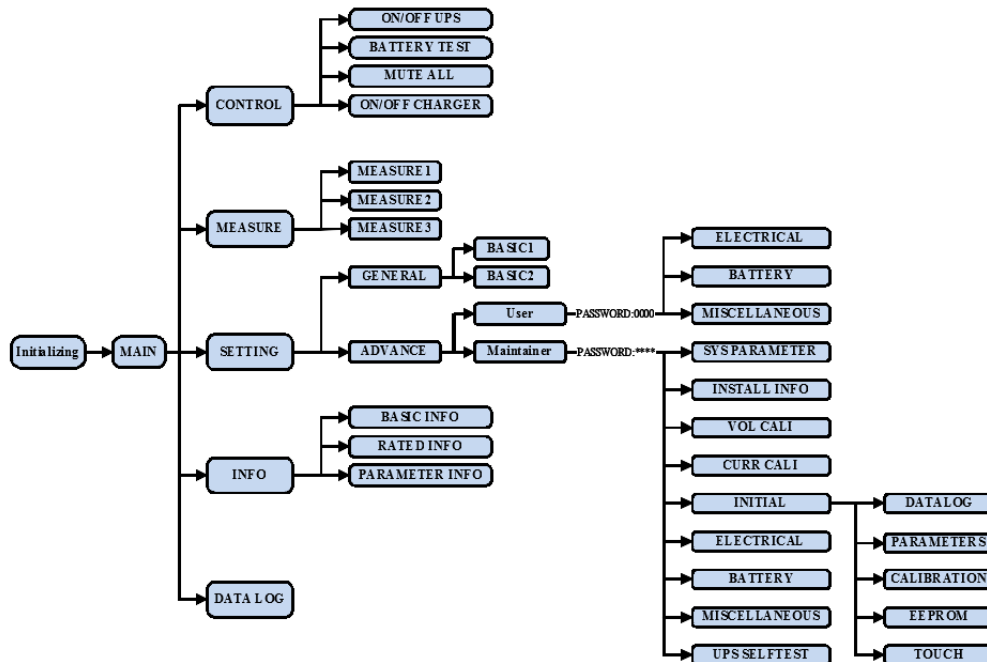 ON/OFF UPS
BATTERY TEST
MUTE ALL
CONTROL
ON/OFF CHARGER
MEASURE 1
MEASURE 2
MEASURE
MEASURE 3
ELECTRICAL
BASIC1
GENERAL
BASIC2
BATTERY
User
PASSWORD:0000
MISCELLANEOUS
Initializing
MAIN
SETTING
ADVANCE
Maintainer
PASSWORD:****
SYS PARAMETER
INSTALL INFO
BASIC INFO
VOL CALI
RATED INFO
CURR CALI
INFO
PARAMETER INFO
INITIAL
DATALOG
ELECTRICAL
PARAMETERS
BATTERY
CALIBRATION
DATA LOG
MISCELLANEOUS
EEPROM
UPS SELFTEST
TOUCH